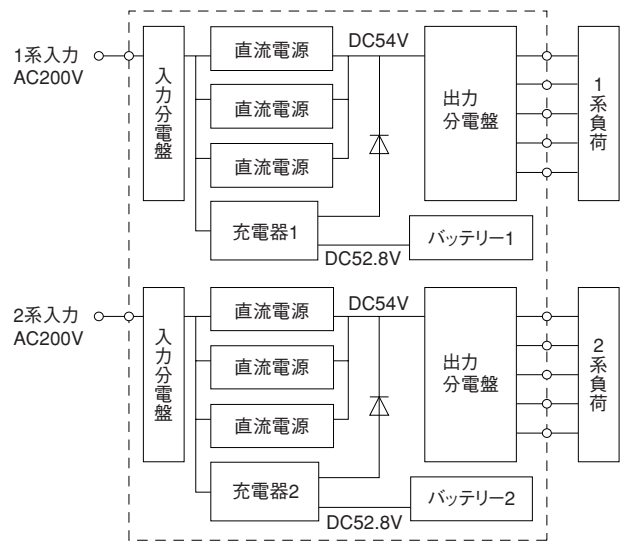 1系入力
AC200V
入力分電盤
直流電源
直流電源
直流電源
充電器1
DC54V
DC52.8V
バッテリー1
出力
分電盤
1系負荷
2系入力
AC200V
入力分電盤
直流電源
直流電源
直流電源
充電器2
DC54V
DC52.8V
バッテリー2
出力
分電盤
2系負荷